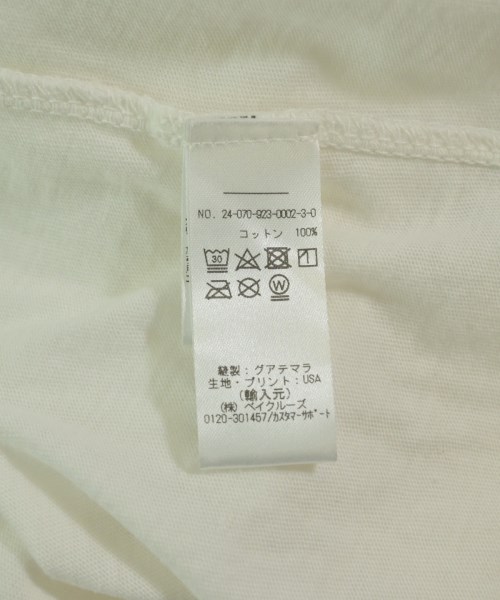 NO. 24-070-923-0002-3-0
コットン 100%
30
W
縫製：グアテマラ
生地・プリント：USA
(輸入元)
(株) ベイクルーズ
0120-301457/カスタマーサポート